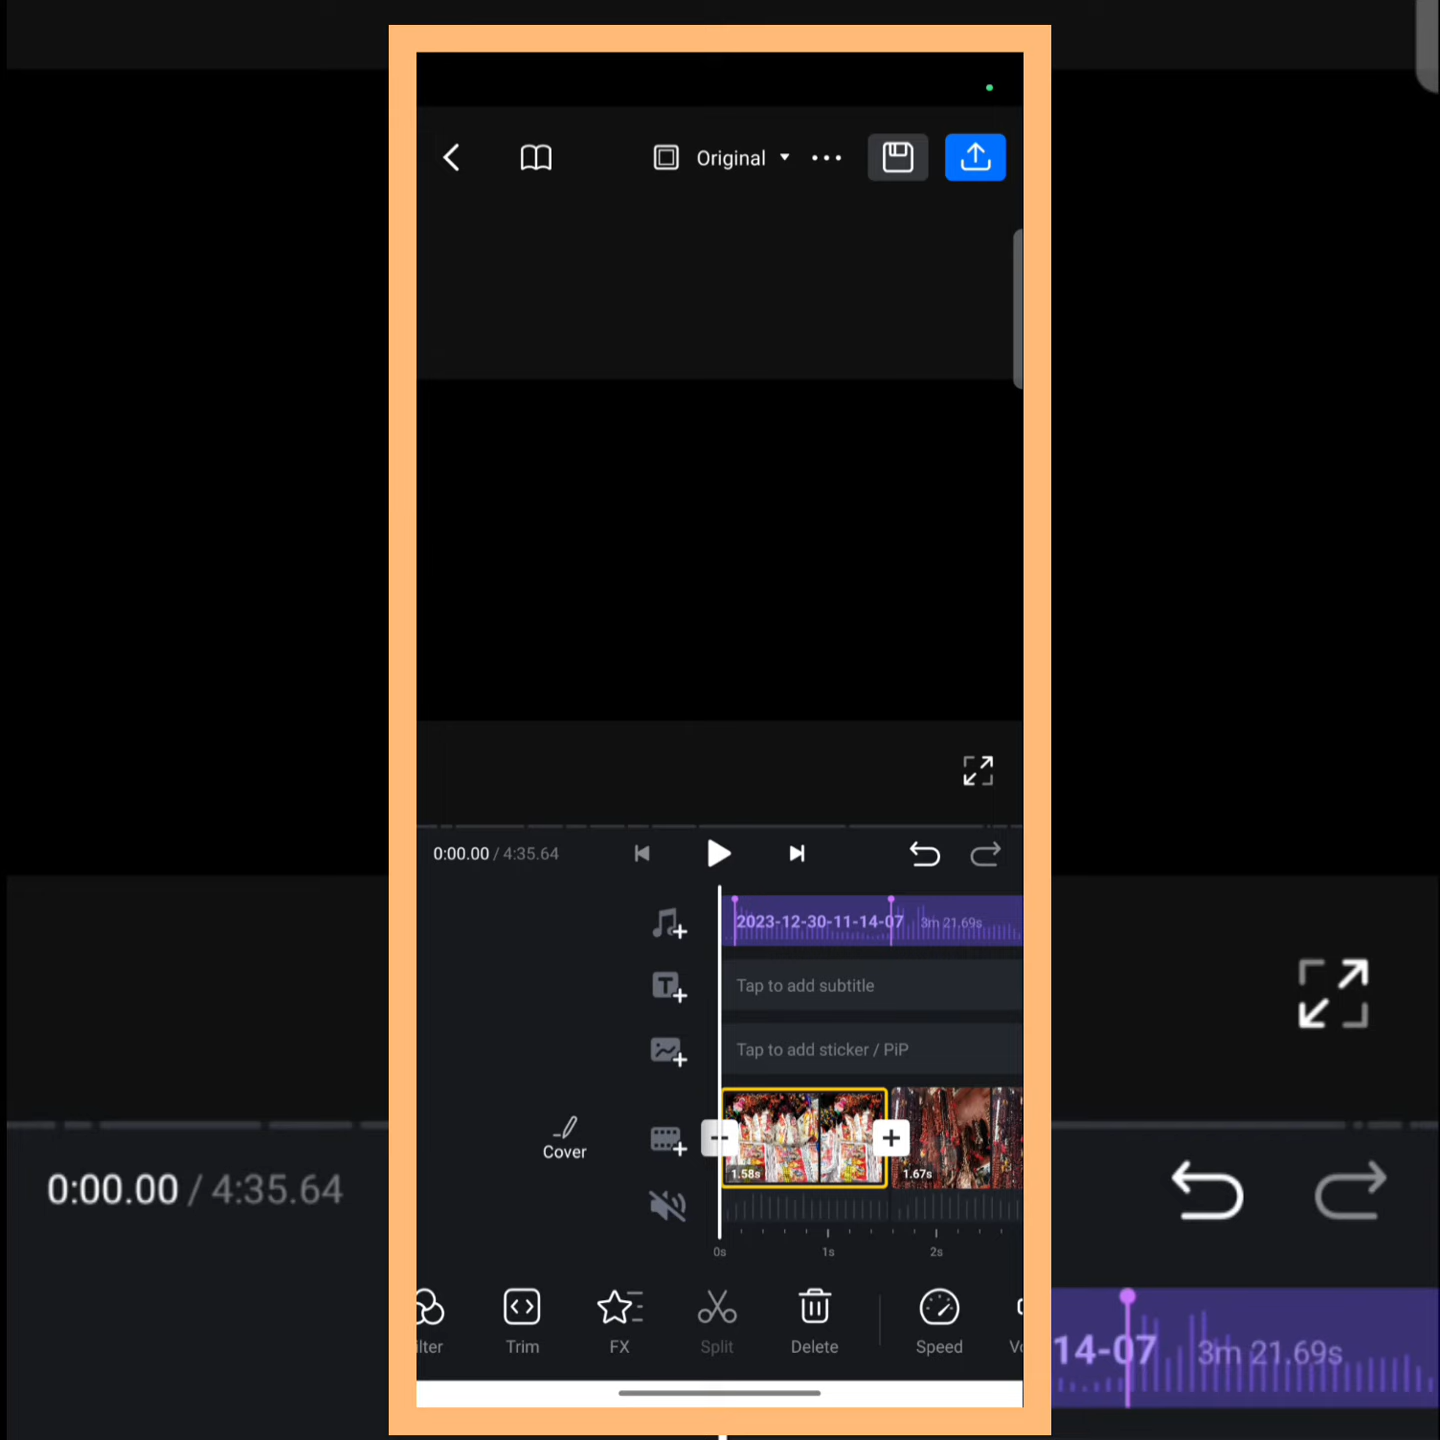 Original
0:00.00 / 4:35.64
2023-12-30-11-14-07 3m 21.69s
Tap to add subtitle
Tap to add sticker / PiP
Cover
1.58s
1.67s
0s 1s 2s
ilter Trim FX Split Delete Speed Vo
0:00.00 / 4:35.64
14-07 3m 21.69s